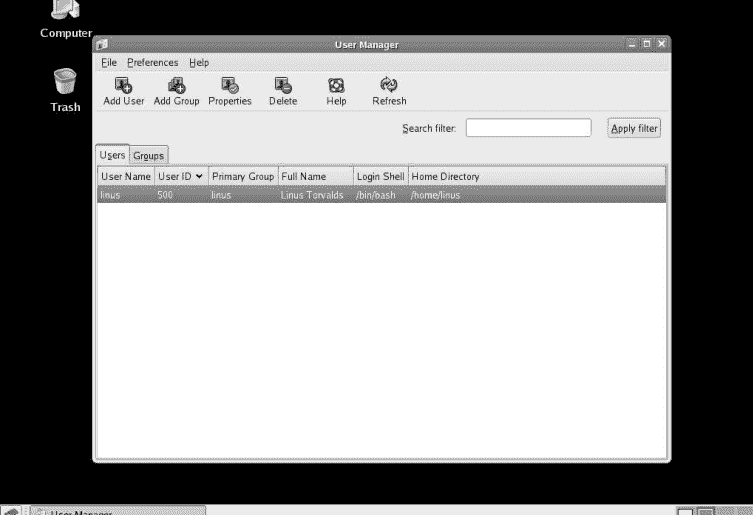 Computer
Trash
User Manager
File Preferences Help
Add User Add Group Properties Delete Help Refresh
Search filter: Apply filter
Users Groups
User Name User ID Primary Group Full Name Login Shell Home Directory
linus 500 linus Linus Torvalds /bin/bash /home/linus
User Manager